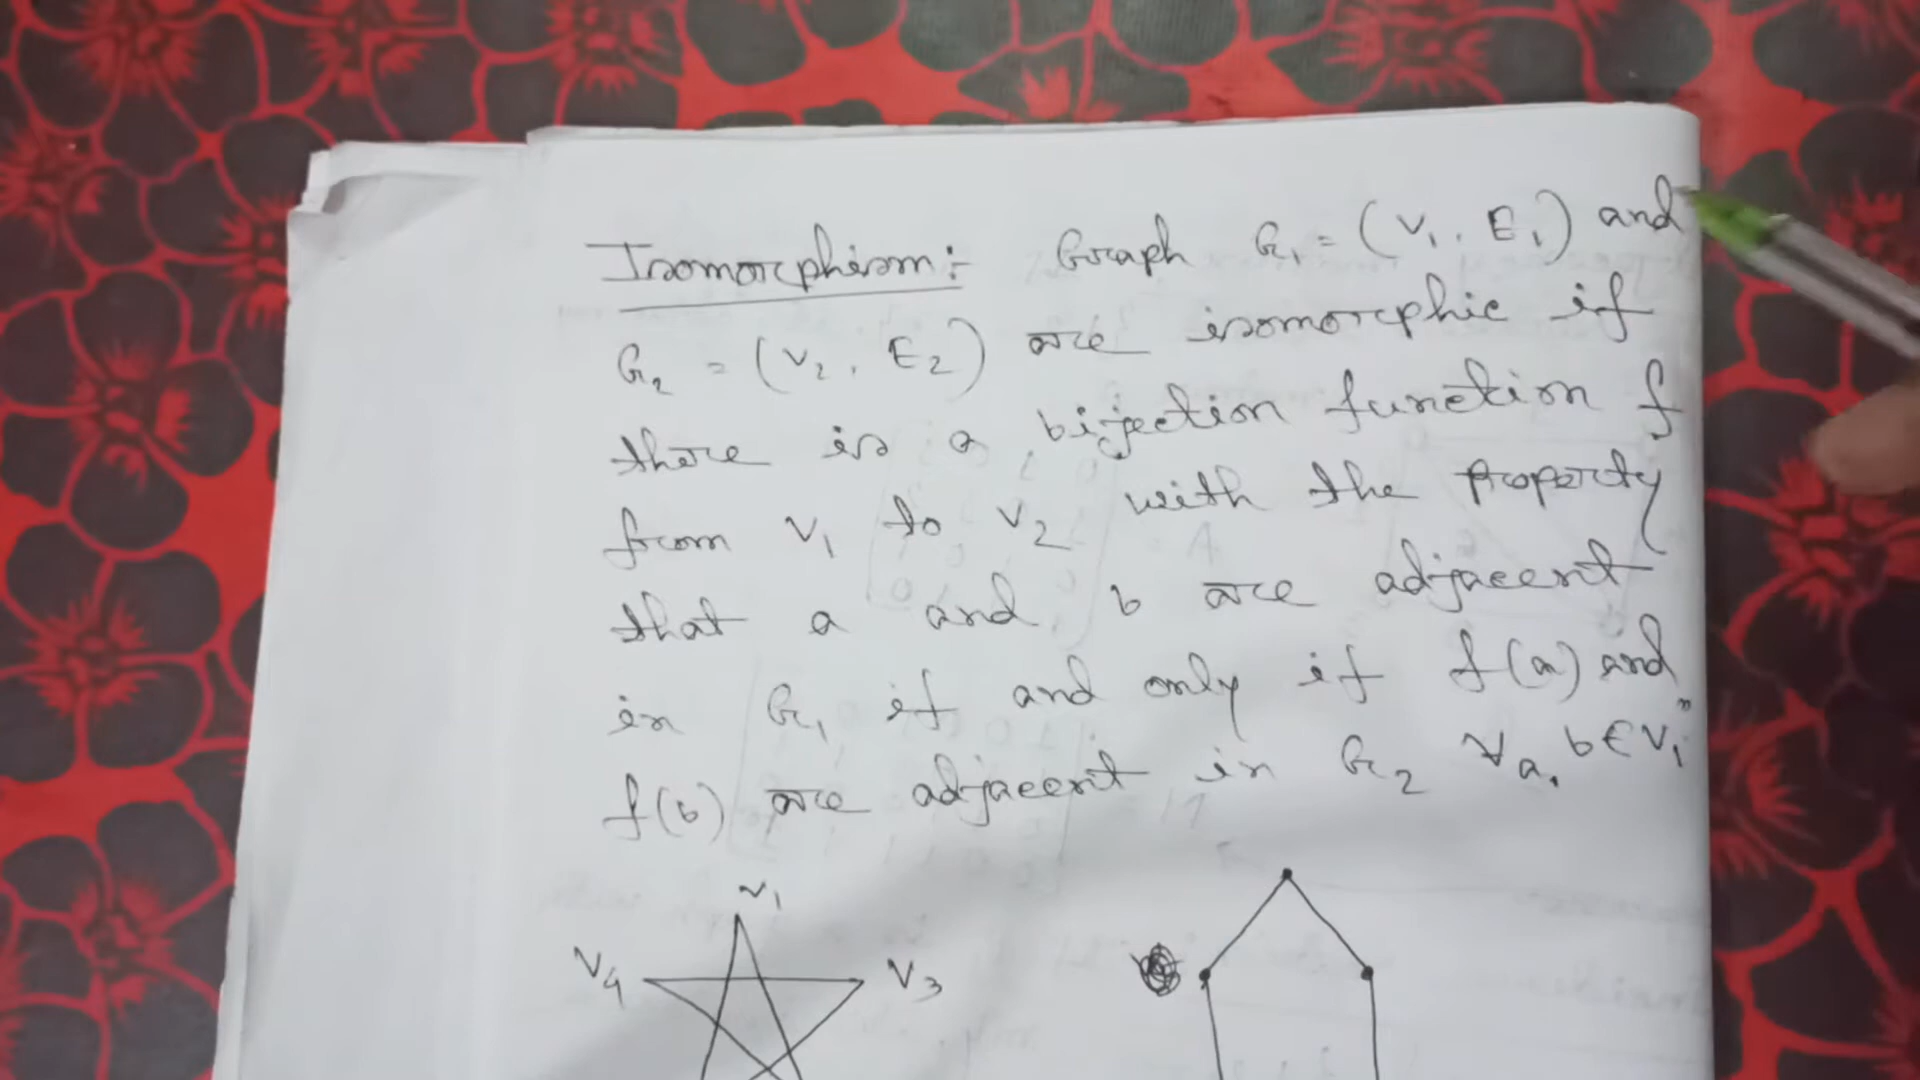 Isomorphism :- Graph G₁ = (V₁, E₁) and
G₂ = (V₂, E₂) are isomorphic if
there is a bijection function f
from V₁ to V₂ with the property
that a and b are adjacent
in G₁ if and only if f(a) and
f(b) are adjacent in G₂ ∀a, b ∈ V₁"
V₁
V₄ V₃